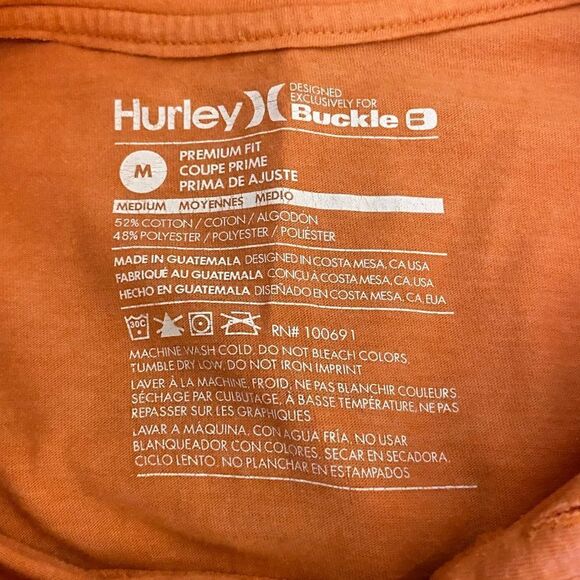 Hurley
DESIGNED
EXCLUSIVELY FOR
Buckle B
M
PREMIUM FIT
COUPE PRIME
PRIMA DE AJUSTE
MEDIUM MOYENNES MEDIO
52% COTTON / COTON / ALGODÓN
48% POLYESTER / POLYESTER / POLIÉSTER
MADE IN GUATEMALA DESIGNED IN COSTA MESA, CA, USA
FABRIQUÉ AU GUATEMALA CONÇU À COSTA MESA, CA, USA
HECHO EN GUATEMALA DISEÑADO EN COSTA MESA, CA, EUA
30C
RN# 100691
MACHINE WASH COLD, DO NOT BLEACH COLORS,
TUMBLE DRY LOW, DO NOT IRON IMPRINT
LAVER À LA MACHINE, FROID, NE PAS BLANCHIR COULEURS,
SÉCHAGE PAR CULBUTAGE, À BASSE TEMPÉRATURE, NE PAS
REPASSER SUR LES GRAPHIQUES
LAVAR A MÁQUINA, CON AGUA FRÍA, NO USAR
BLANQUEADOR CON COLORES, SECAR EN SECADORA,
CICLO LENTO, NO PLANCHAR EN ESTAMPADOS